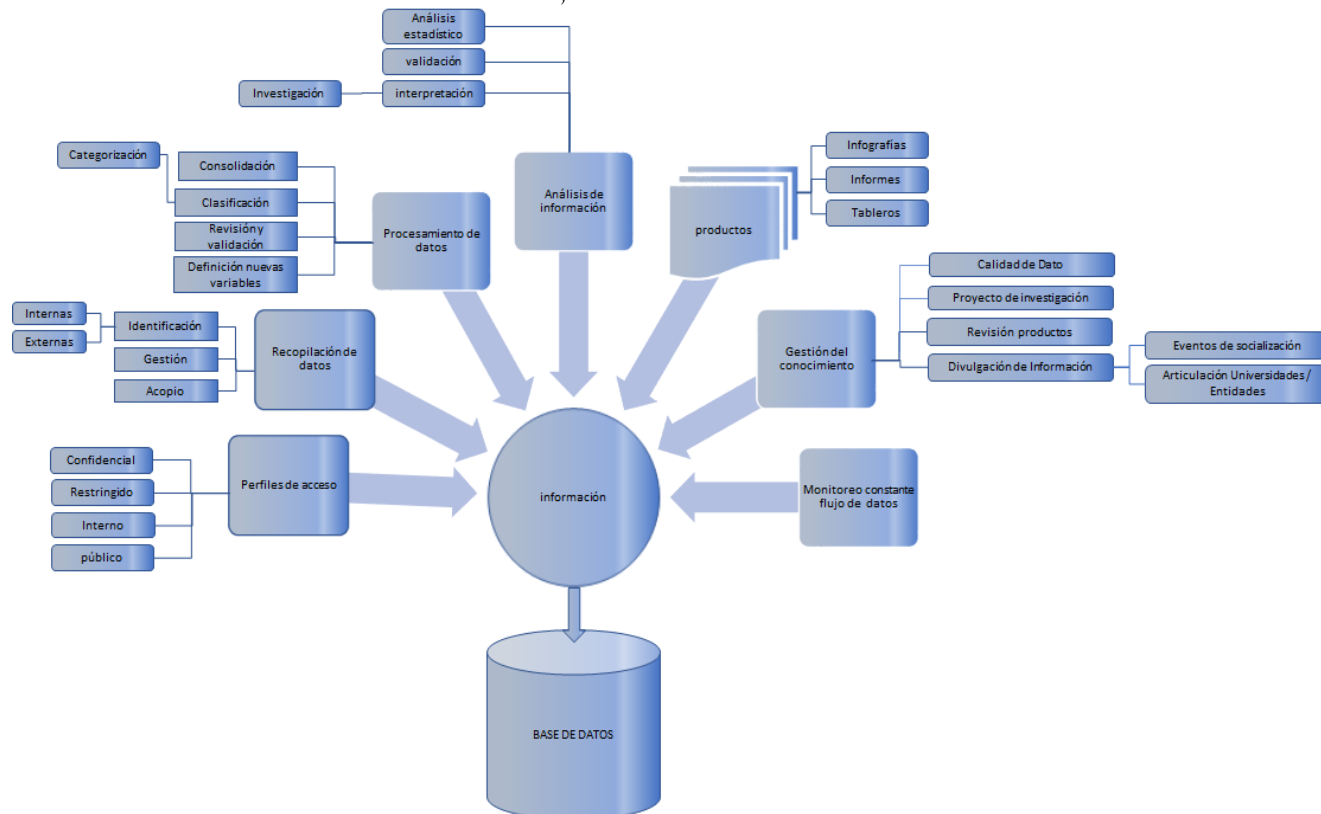 Análisis
estadístico
validación
Investigación
interpretación
Categorización
Consolidación
Clasificación
Revisión y
validación
Definición nuevas
variables
Procesamiento de
datos
Análisis de
información
productos
Infografías
Informes
Tableros
Internas
Externas
Identificación
Gestión
Acopio
Recopilación de
datos
Gestión del
conocimiento
Calidad de Dato
Proyecto de investigación
Revisión productos
Divulgación de Información
Eventos de socialización
Articulación Universidades /
Entidades
Confidencial
Restringido
Interno
público
Perfiles de acceso
información
Monitoreo constante
flujo de datos
BASE DE DATOS